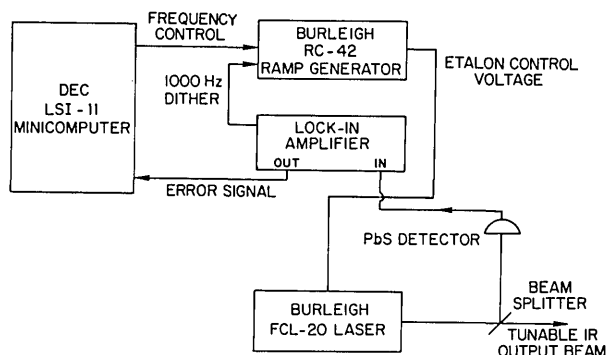 FREQUENCY
CONTROL
BURLEIGH
RC-42
RAMP GENERATOR
ETALON CONTROL
VOLTAGE
DEC
LSI-11
MINICOMPUTER
1000 Hz
DITHER
LOCK-IN
AMPLIFIER
OUT IN
ERROR SIGNAL
PbS DETECTOR
BURLEIGH
FCL-20 LASER
BEAM
SPLITTER
TUNABLE IR
OUTPUT BEAM